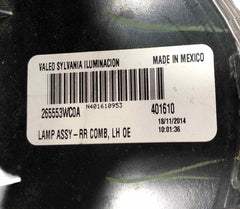 VALEO SYLVANIA ILUMINACION
MADE IN MEXICO
N401610953
265553WC0A
401610
18/11/2014
10:01:36
LAMP ASSY-RR COMB, LH OE